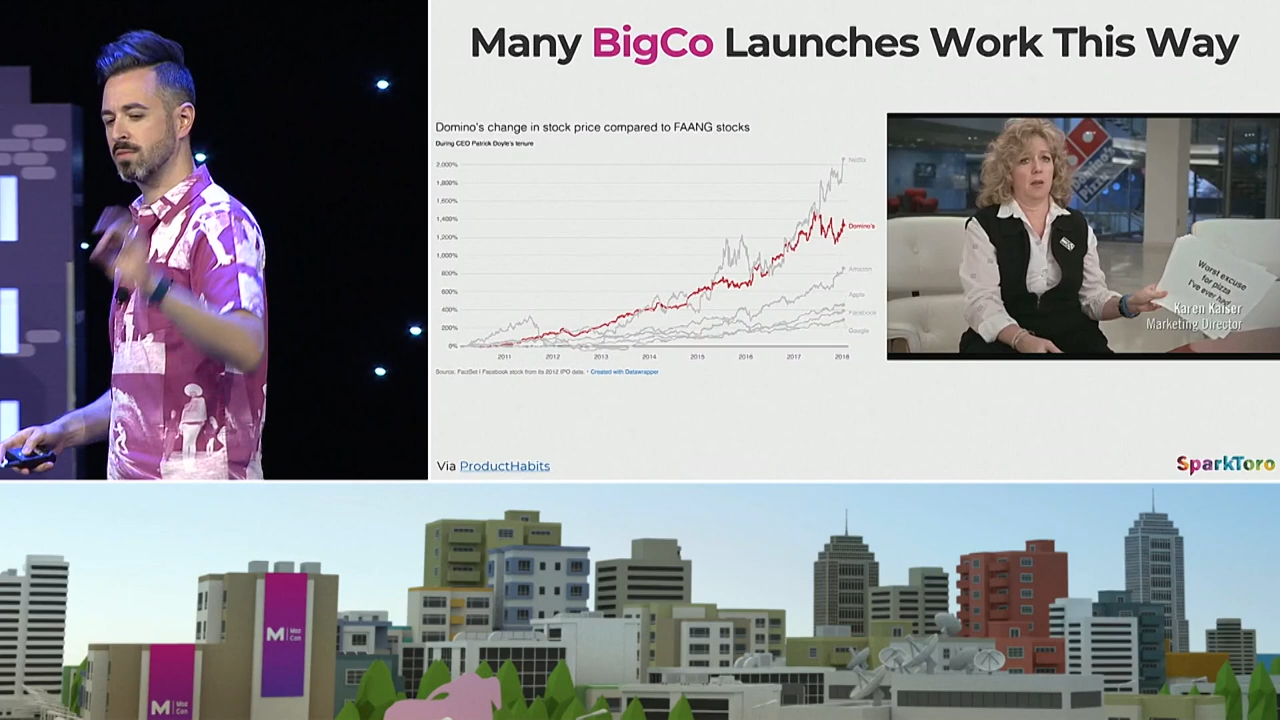 Many BigCo Launches Work This Way
Domino's change in stock price compared to FAANG stocks
During CEO Patrick Doyle's tenure
2,000%
1,800%
1,600%
1,400%
1,200%
1,000%
800%
600%
400%
200%
0%
2011 2012 2013 2014 2015 2016 2017 2018
Netflix
Domino's
Amazon
Apple
Facebook
Google
Source: FactSet | Facebook stock from its 2012 IPO date. • Created with Datawrapper
Worst excuse
for pizza
I've ever had
Karen Kaiser
Marketing Director
Domino's
Via ProductHabits
SparkToro
M Moz Con
M Moz Con